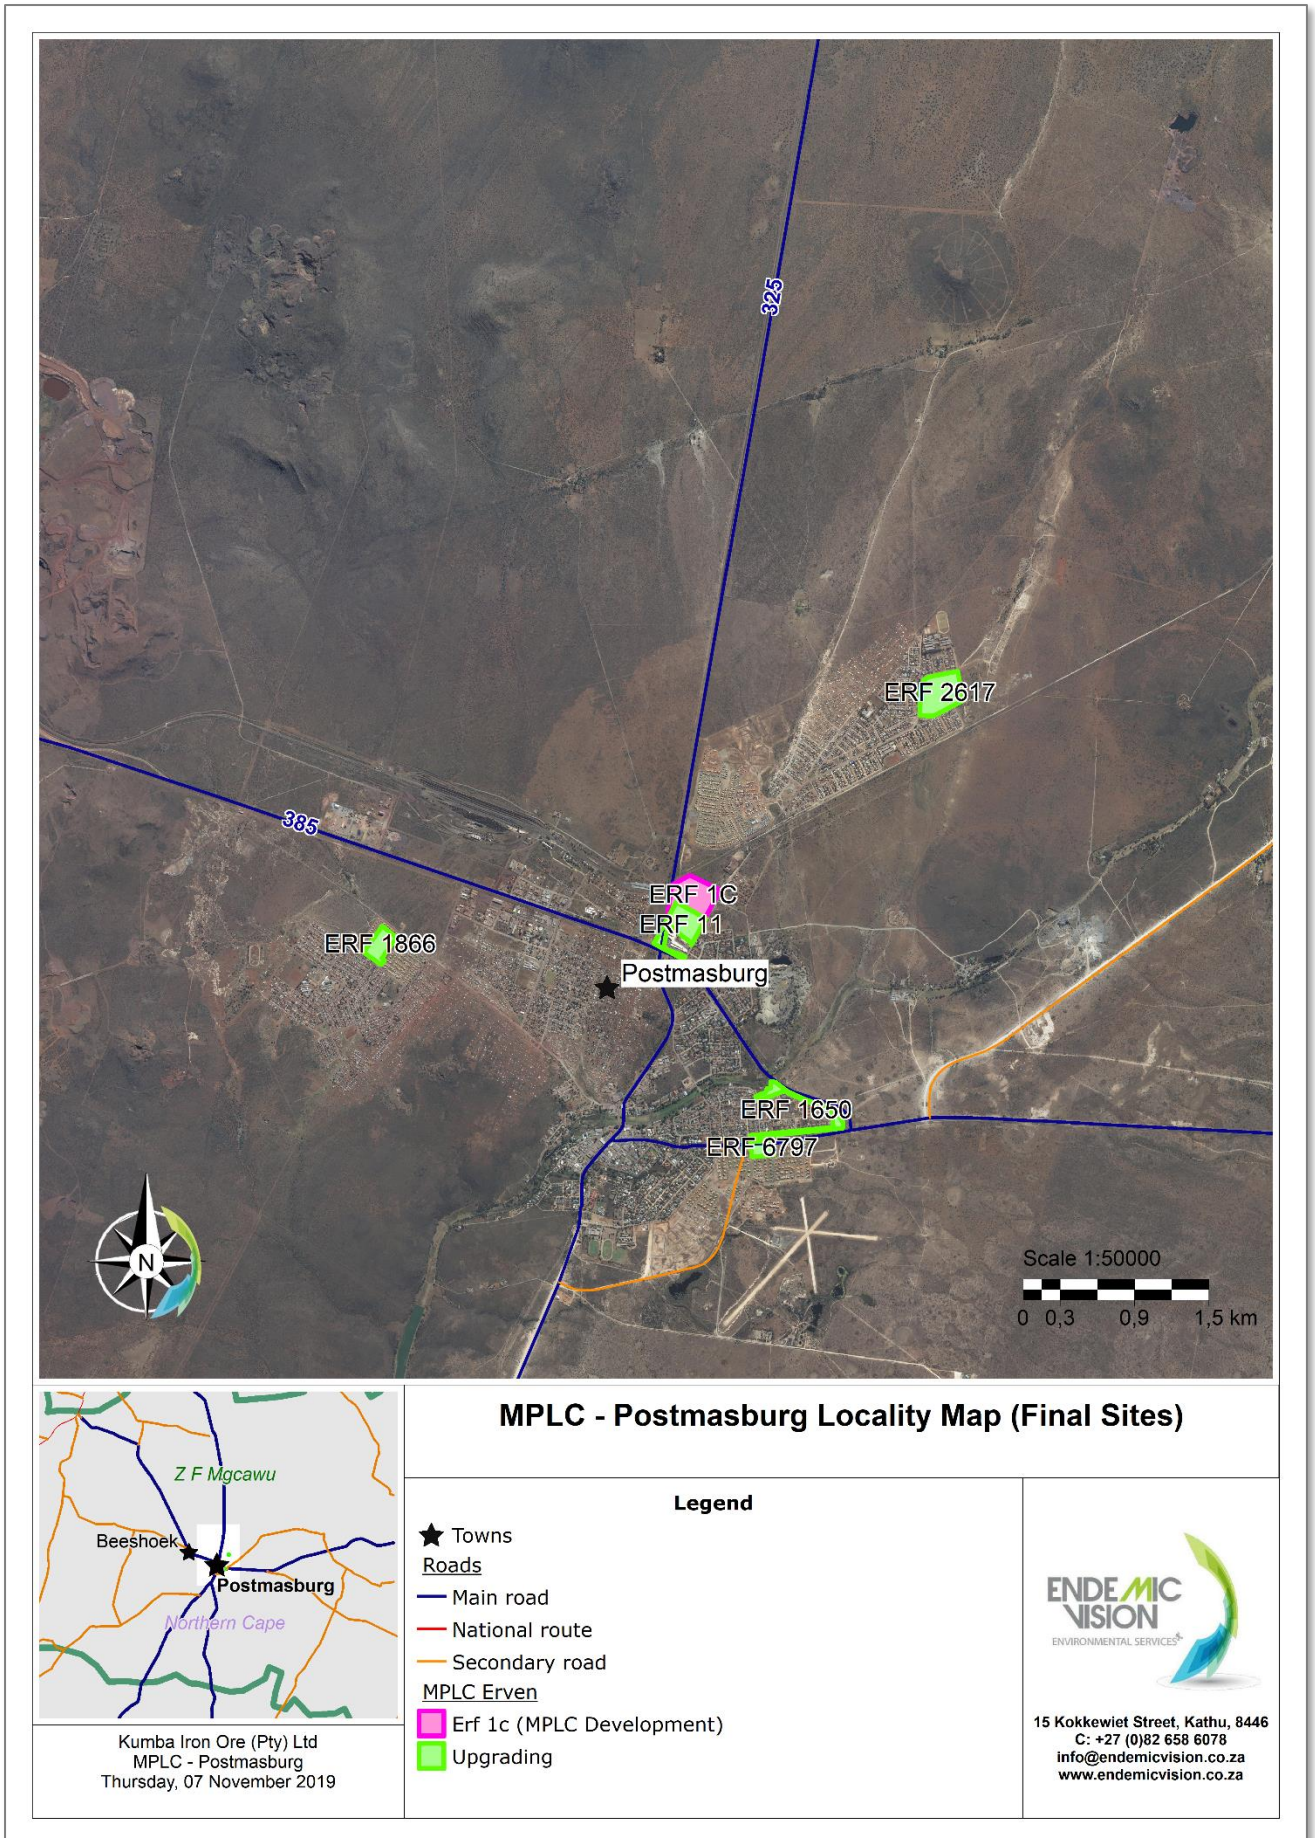 325
ERF 2617
385
ERF 1C
ERF 11
ERF 1866
Postmasburg
ERF 1650
ERF 6797
N
Scale 1:50000
0 0,3 0,9 1,5 km
MPLC - Postmasburg Locality Map (Final Sites)
Z F Mgcawu
Beeshoek
Postmasburg
Northern Cape
Kumba Iron Ore (Pty) Ltd
MPLC - Postmasburg
Thursday, 07 November 2019
Legend
Towns
Roads
Main road
National route
Secondary road
MPLC Erven
Erf 1c (MPLC Development)
Upgrading
ENDEMIC
VISION
ENVIRONMENTAL SERVICES
15 Kokkewiet Street, Kathu, 8446
C: +27 (0)82 658 6078
info@endemicvision.co.za
www.endemicvision.co.za